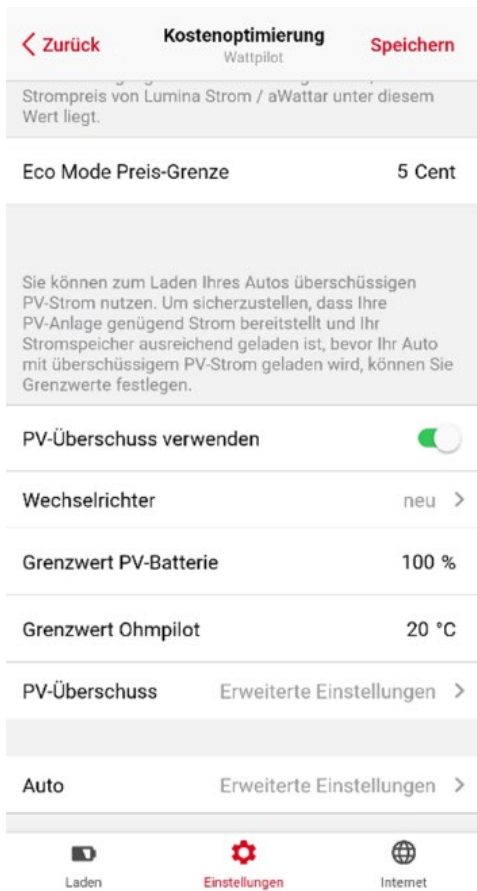 Zurück Kostenoptimierung Speichern
Wattpilot
Strompreis von Lumina Strom / aWattar unter diesem
Wert liegt.
Eco Mode Preis-Grenze 5 Cent
Sie können zum Laden Ihres Autos überschüssigen
PV-Strom nutzen. Um sicherzustellen, dass Ihre
PV-Anlage genügend Strom bereitstellt und Ihr
Stromspeicher ausreichend geladen ist, bevor Ihr Auto
mit überschüssigem PV-Strom geladen wird, können Sie
Grenzwerte festlegen.
PV-Überschuss verwenden
Wechselrichter neu >
Grenzwert PV-Batterie 100 %
Grenzwert Ohmpilot 20 °C
PV-Überschuss Erweiterte Einstellungen >
Auto Erweiterte Einstellungen >
Laden Einstellungen Internet